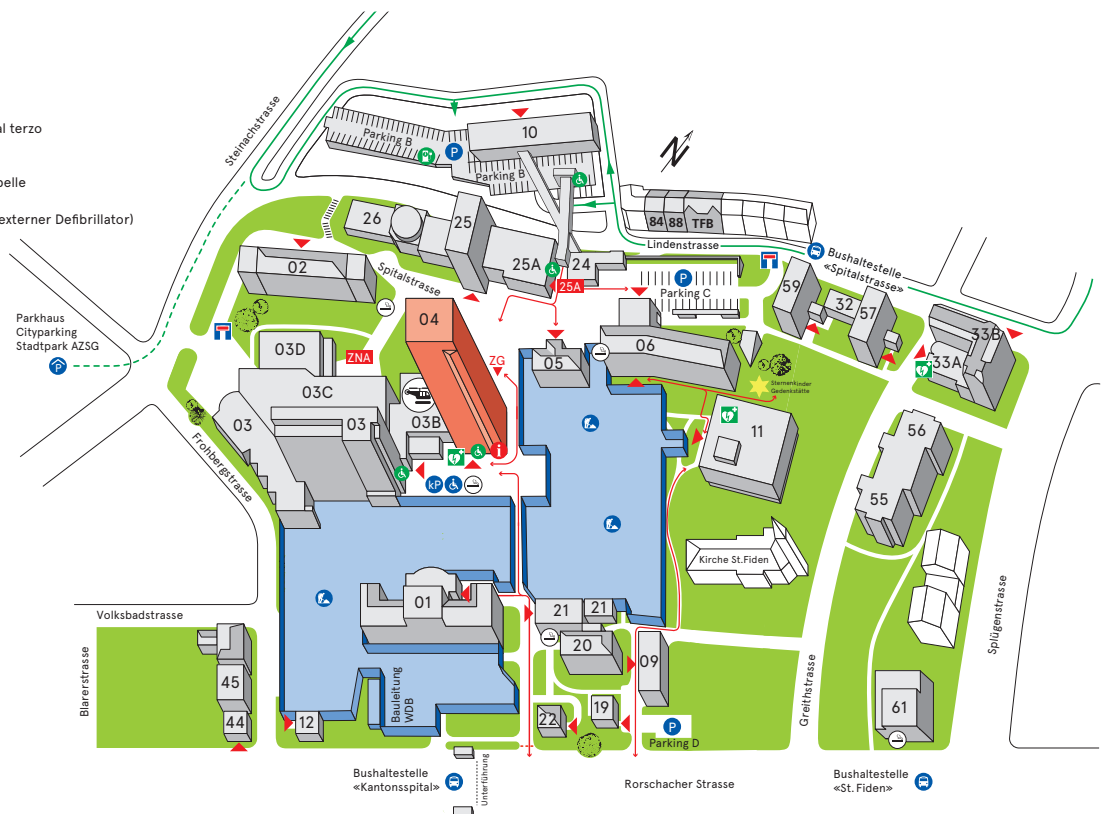 al terzo
pelle
externer Defibrillator)
Steinachstrasse
Parking B
P
10
Parking B
N
84 88 TFB
Lindenstrasse
Bushaltestelle
«Spitalstrasse»
26
25
25A
24
25A
02
Spitalstrasse
P
Parking C
59
32
57
33B
33A
04
Parkhaus
Cityparking
Stadtpark AZSG
P
03D
ZNA
ZG
05
06
Sternenkinder
Gedenkstätte
03C
03
03
03B
11
56
55
Frohbergstrasse
i
kP
Kirche St.Fiden
01
21
21
20
09
Volksbadstrasse
Blarerstrasse
45
44
12
Bauleitung
WDB
22
19
P
Parking D
Greithstrasse
Splügenstrasse
61
Bushaltestelle
«Kantonsspital»
Unterführung
Rorschacher Strasse
Bushaltestelle
«St. Fiden»